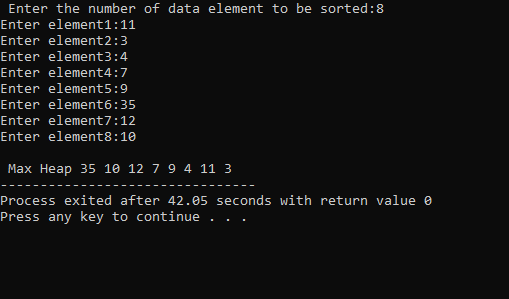 Enter the number of data element to be sorted:8
Enter element1:11
Enter element2:3
Enter element3:4
Enter element4:7
Enter element5:9
Enter element6:35
Enter element7:12
Enter element8:10
Max Heap 35 10 12 7 9 4 11 3
--------------------------------
Process exited after 42.05 seconds with return value 0
Press any key to continue . . .